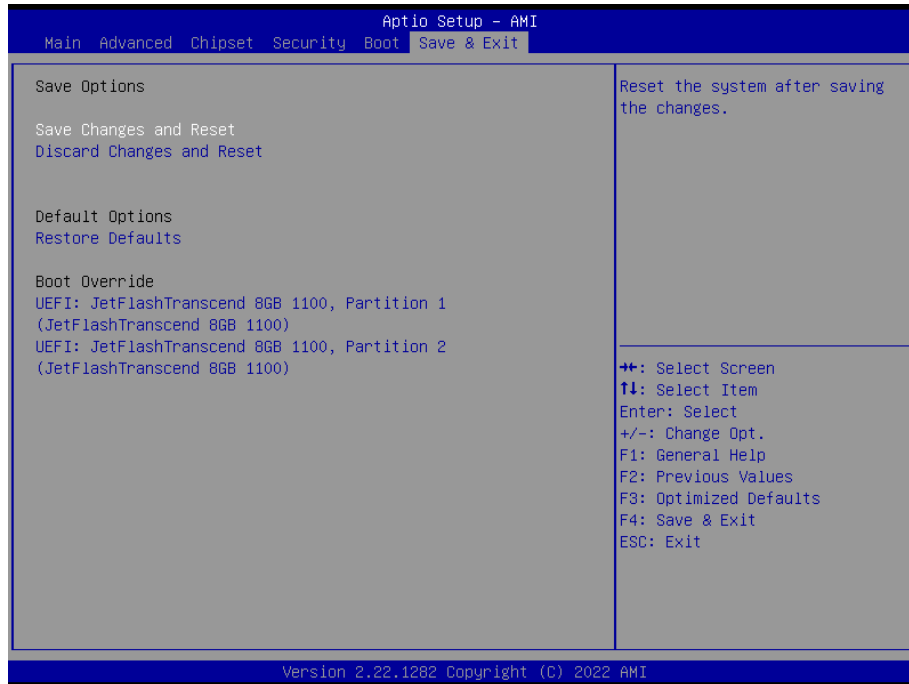 Aptio Setup - AMI
Main Advanced Chipset Security Boot Save & Exit
Save Options
Save Changes and Reset
Discard Changes and Reset
Default Options
Restore Defaults
Boot Override
UEFI: JetFlashTranscend 8GB 1100, Partition 1
(JetFlashTranscend 8GB 1100)
UEFI: JetFlashTranscend 8GB 1100, Partition 2
(JetFlashTranscend 8GB 1100)
Reset the system after saving
the changes.
→←: Select Screen
↑↓: Select Item
Enter: Select
+/-: Change Opt.
F1: General Help
F2: Previous Values
F3: Optimized Defaults
F4: Save & Exit
ESC: Exit
Version 2.22.1282 Copyright (C) 2022 AMI